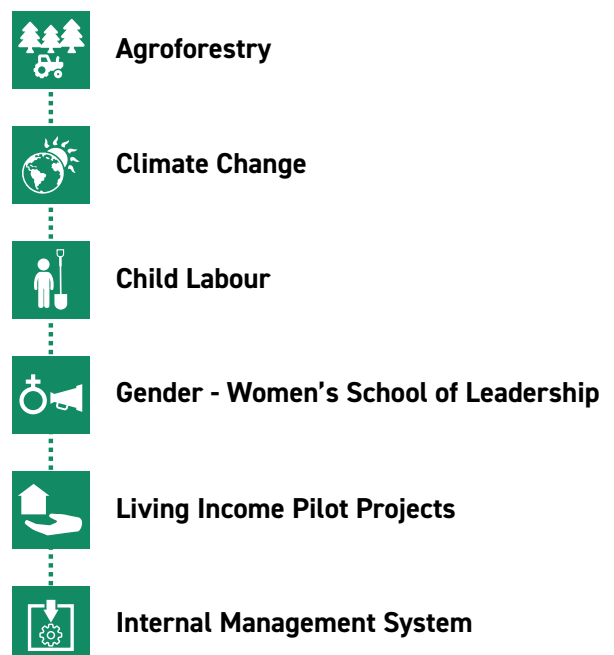 Agroforestry
Climate Change
Child Labour
Gender - Women’s School of Leadership
Living Income Pilot Projects
Internal Management System